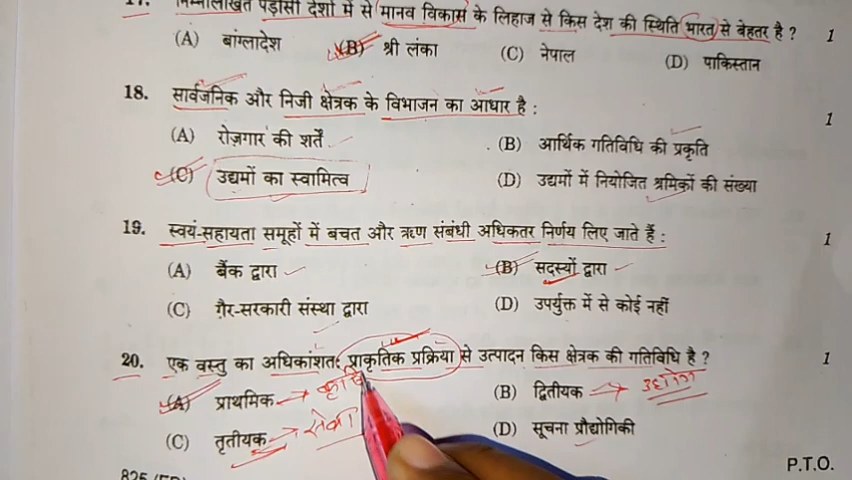 17. निम्नलिखित पड़ोसी देशों में से मानव विकास के लिहाज से किस देश की स्थिति भारत से बेहतर है ? 1
(A) बांग्लादेश (B) श्री लंका (C) नेपाल (D) पाकिस्तान
18. सार्वजनिक और निजी क्षेत्रक के विभाजन का आधार है : 1
(A) रोज़गार की शर्तें (B) आर्थिक गतिविधि की प्रकृति
(C) उद्यमों का स्वामित्व (D) उद्यमों में नियोजित श्रमिकों की संख्या
19. स्वयं-सहायता समूहों में बचत और ऋण संबंधी अधिकतर निर्णय लिए जाते हैं : 1
(A) बैंक द्वारा (B) सदस्यों द्वारा
(C) ग़ैर-सरकारी संस्था द्वारा (D) उपर्युक्त में से कोई नहीं
20. एक वस्तु का अधिकांशतः प्राकृतिक प्रक्रिया से उत्पादन किस क्षेत्रक की गतिविधि है ? 1
(A) प्राथमिक → कृषि (B) द्वितीयक → उद्योग
(C) तृतीयक → सेवा (D) सूचना प्रौद्योगिकी
P.T.O.